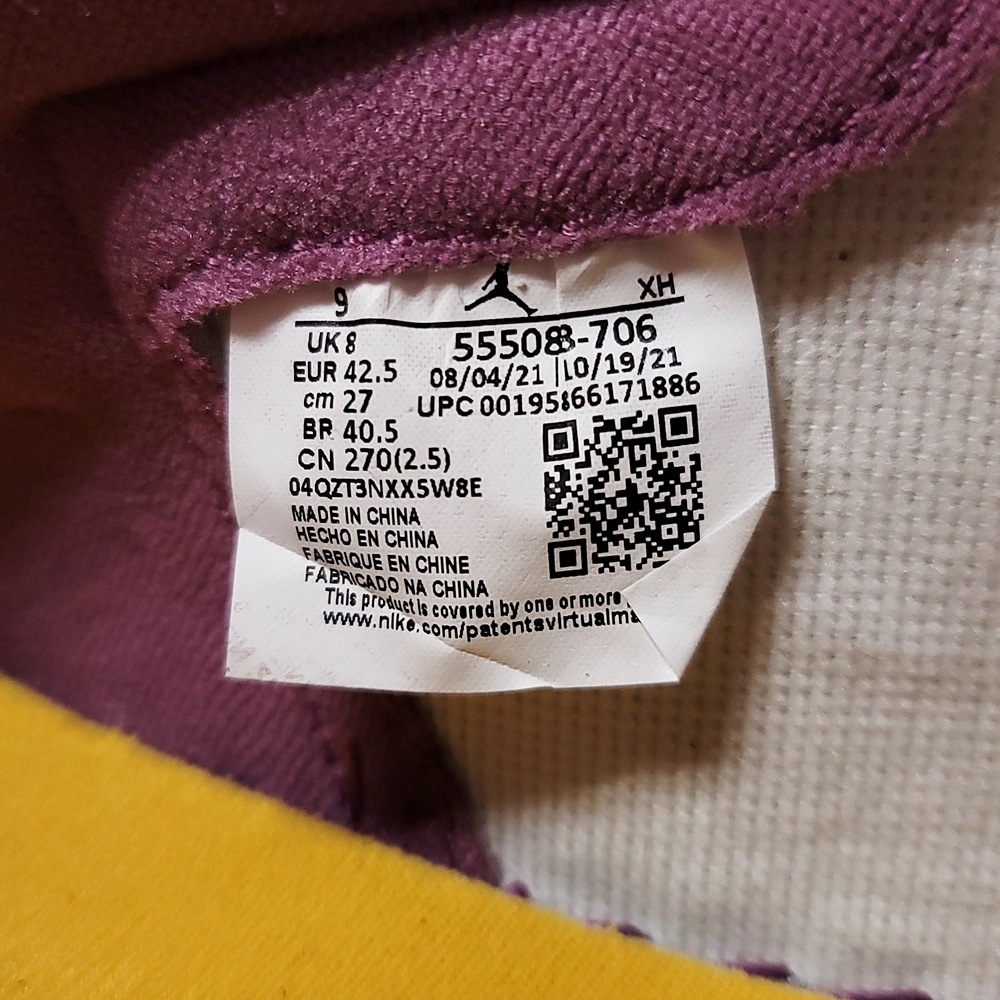 9 XH
UK 8 55508-706
EUR 42.5 08/04/21 10/19/21
cm 27 UPC 00195866171886
BR 40.5
CN 270(2.5)
04QZT3NXX5W8E
MADE IN CHINA
HECHO EN CHINA
FABRIQUE EN CHINE
FABRICADO NA CHINA
This product is covered by one or more
www.nike.com/patentsvirtualma